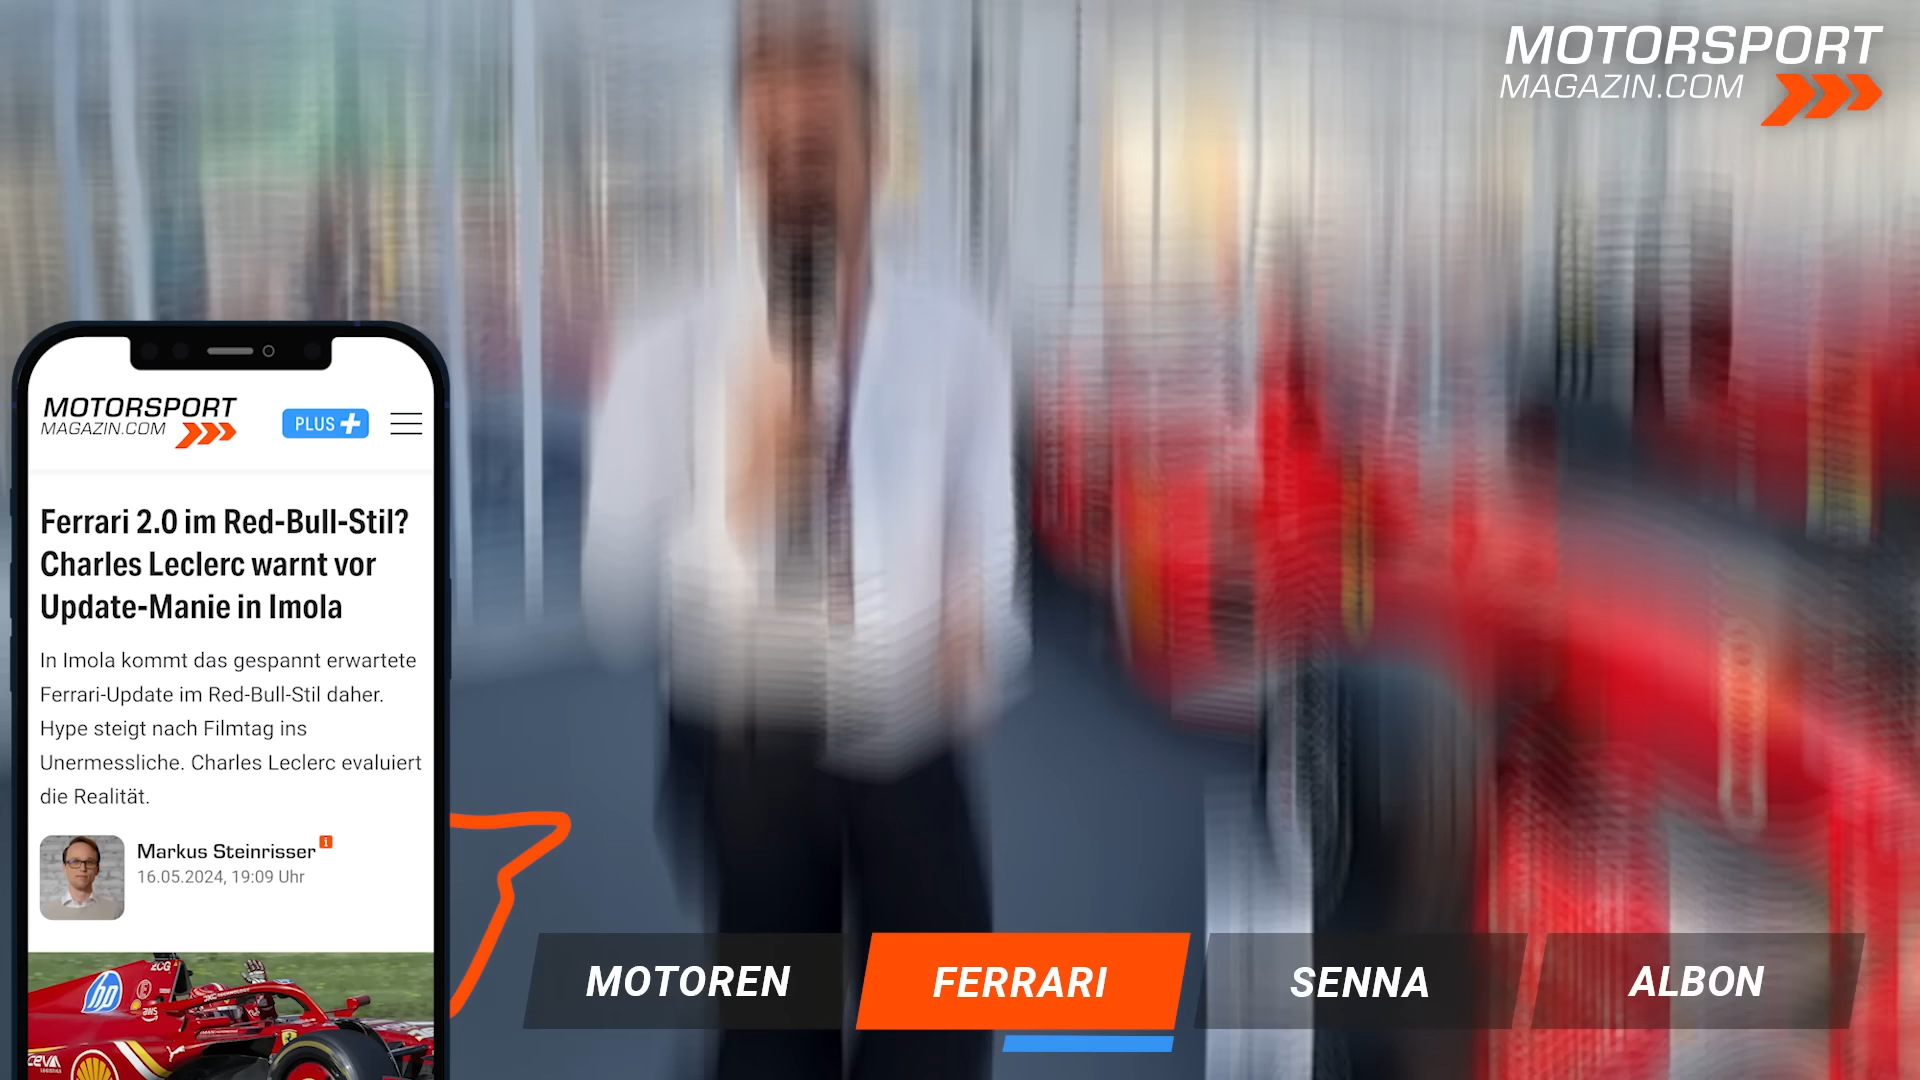 MOTORSPORT
MAGAZIN.COM
MOTORSPORT
MAGAZIN.COM
PLUS
Ferrari 2.0 im Red-Bull-Stil?
Charles Leclerc warnt vor
Update-Manie in Imola
In Imola kommt das gespannt erwartete
Ferrari-Update im Red-Bull-Stil daher.
Hype steigt nach Filmtag ins
Unermessliche. Charles Leclerc evaluiert
die Realität.
Markus Steinrisser i
16.05.2024, 19:09 Uhr
hp
aws
MOTOREN
FERRARI
SENNA
ALBON